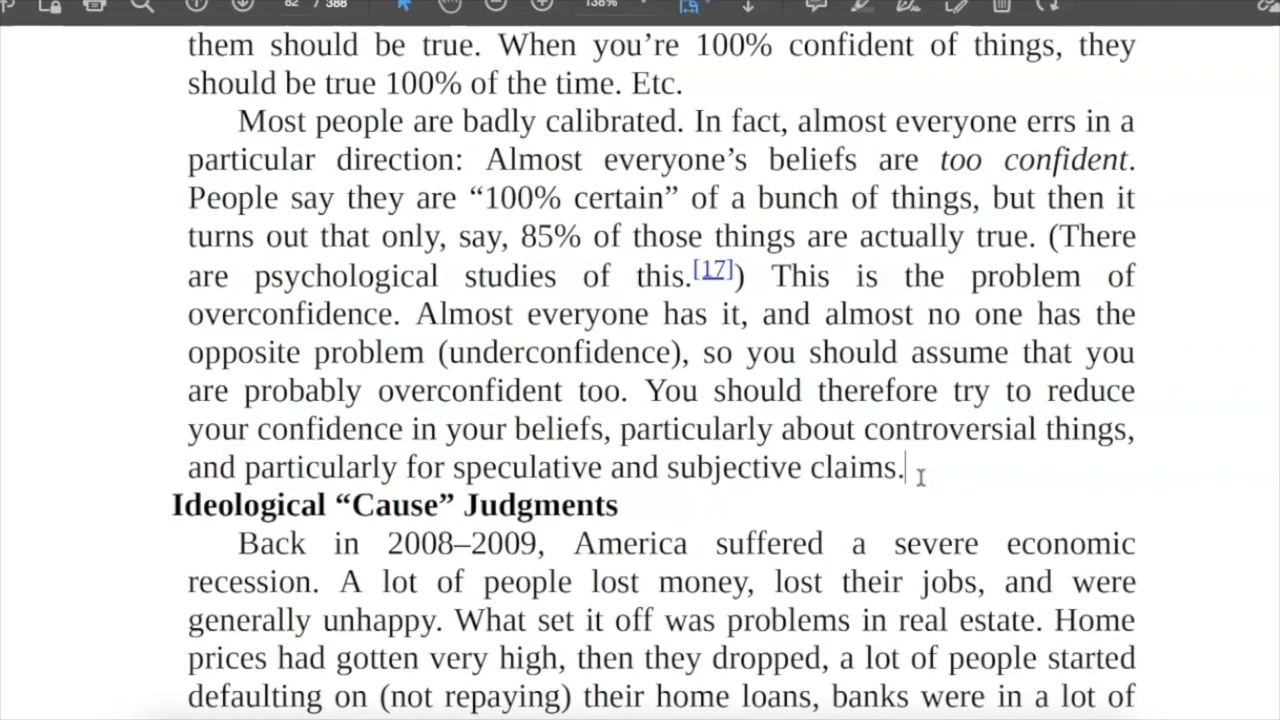 82 / 388
138%
them should be true. When you’re 100% confident of things, they
should be true 100% of the time. Etc.
Most people are badly calibrated. In fact, almost everyone errs in a
particular direction: Almost everyone’s beliefs are too confident.
People say they are “100% certain” of a bunch of things, but then it
turns out that only, say, 85% of those things are actually true. (There
are psychological studies of this.[17]) This is the problem of
overconfidence. Almost everyone has it, and almost no one has the
opposite problem (underconfidence), so you should assume that you
are probably overconfident too. You should therefore try to reduce
your confidence in your beliefs, particularly about controversial things,
and particularly for speculative and subjective claims.
Ideological “Cause” Judgments
Back in 2008–2009, America suffered a severe economic
recession. A lot of people lost money, lost their jobs, and were
generally unhappy. What set it off was problems in real estate. Home
prices had gotten very high, then they dropped, a lot of people started
defaulting on (not repaying) their home loans, banks were in a lot of